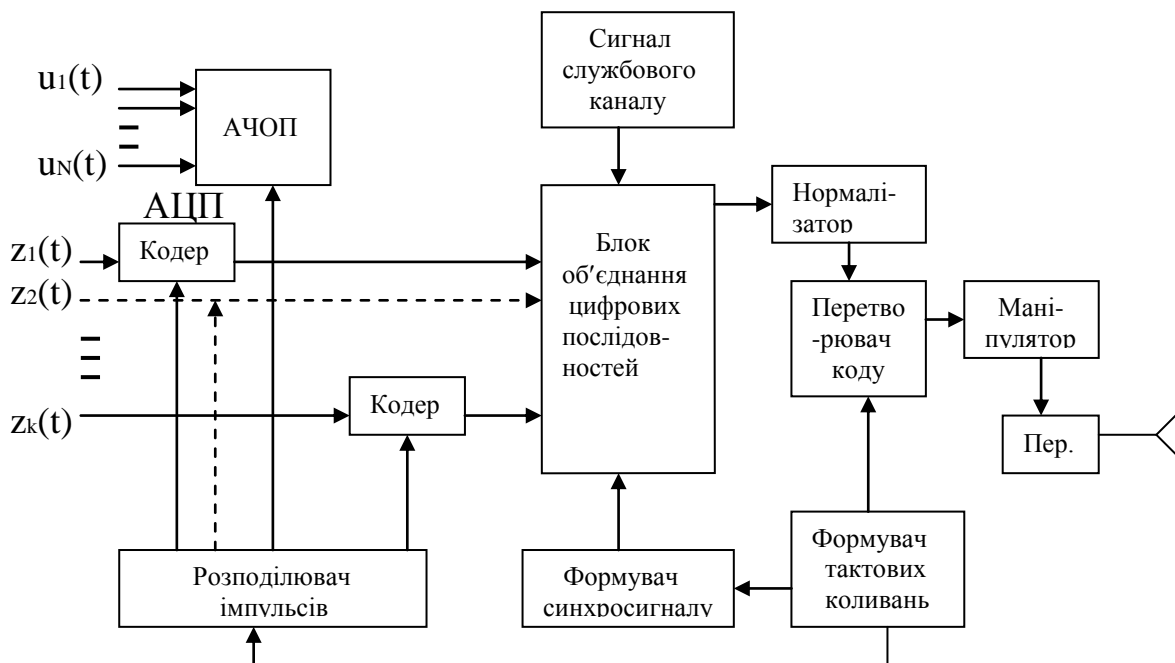 Сигнал
службового
каналу
u1(t)
АЧОП
uN(t)
АЦП
Нормалі-
затор
z1(t)
Кодер
z2(t)
Блок
об′єднання
цифрових
послідов-
ностей
Перетво
-рювач
коду
Мані-
пулятор
zk(t)
Кодер
Пер.
Розподілювач
імпульсів
Формувач
синхросигналу
Формувач
тактових
коливань